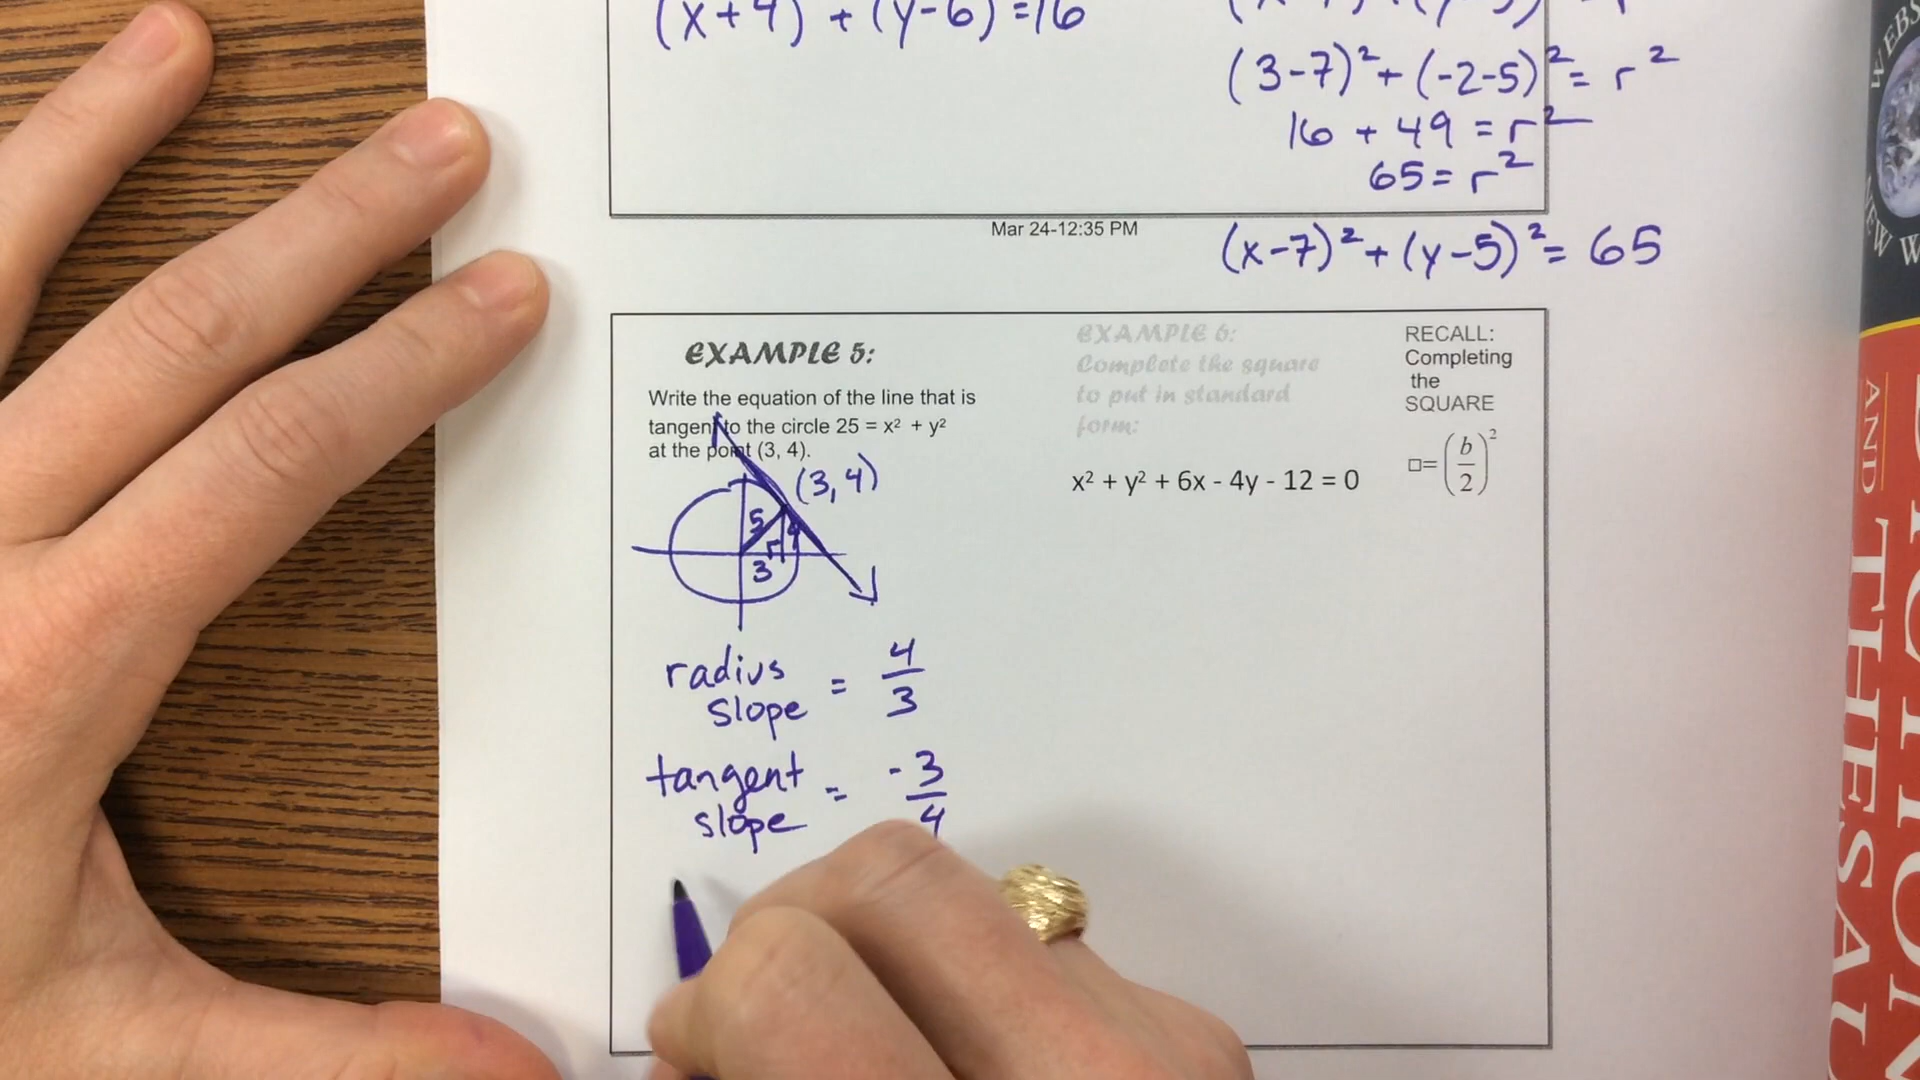 (x+4) + (y-6) =16
(3-7)²+ (-2-5)²= r²
16 + 49 = r²
65= r²
Mar 24-12:35 PM
(x-7)²+(y-5)²= 65
EXAMPLE 5:
Write the equation of the line that is
tangent to the circle 25 = x² + y²
at the point (3, 4).
(3,4)
5
4
3
radius
slope = 4/3
tangent
slope = -3/4
EXAMPLE 6:
Complete the square
to put in standard
form:
x² + y² + 6x - 4y - 12 = 0
RECALL:
Completing
the
SQUARE
□=(b/2)²
WEBS
NEW W
AND
THESAU